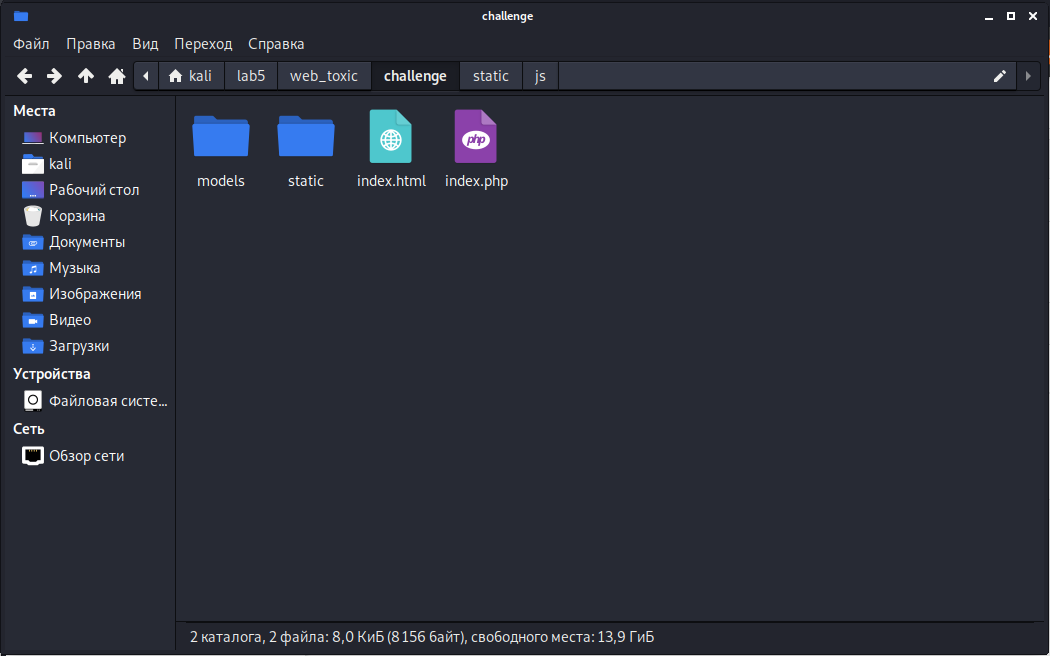 challenge
Файл Правка Вид Переход Справка
kali lab5 web_toxic challenge static js
Места
Компьютер
kali
Рабочий стол
Корзина
Документы
Музыка
Изображения
Видео
Загрузки
Устройства
Файловая систе...
Сеть
Обзор сети
models static index.html php index.php
2 каталога, 2 файла: 8,0 КиБ (8 156 байт), свободного места: 13,9 ГиБ